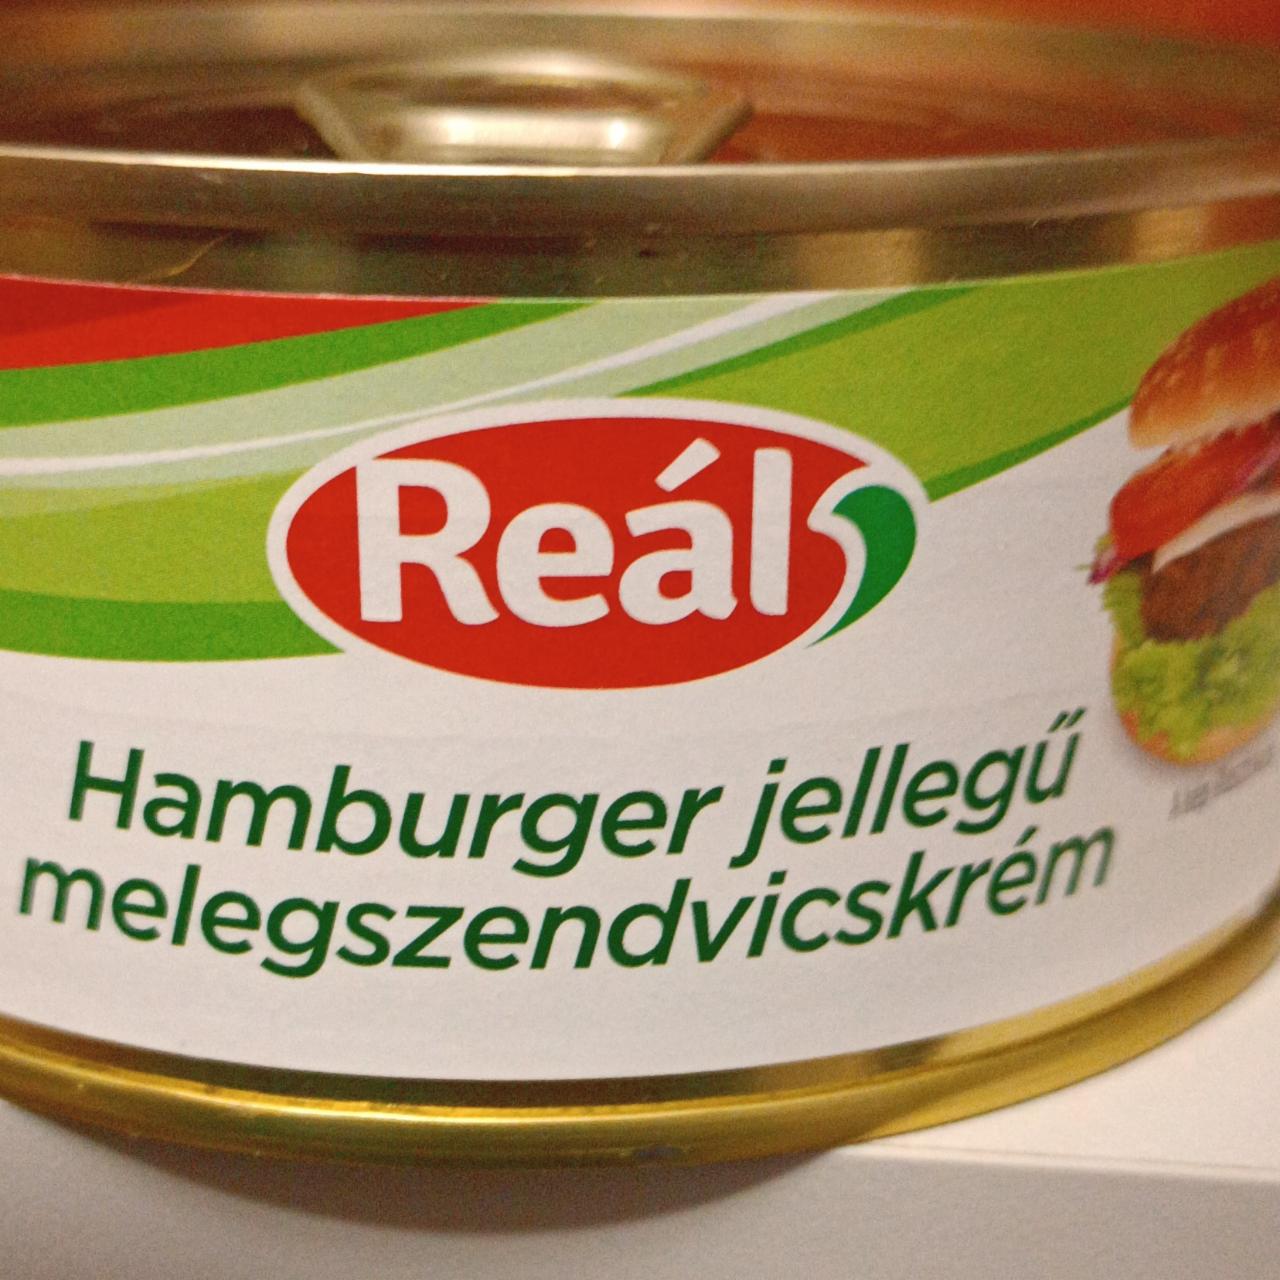 Reál
Hamburger jellegű
melegszendvicskrém